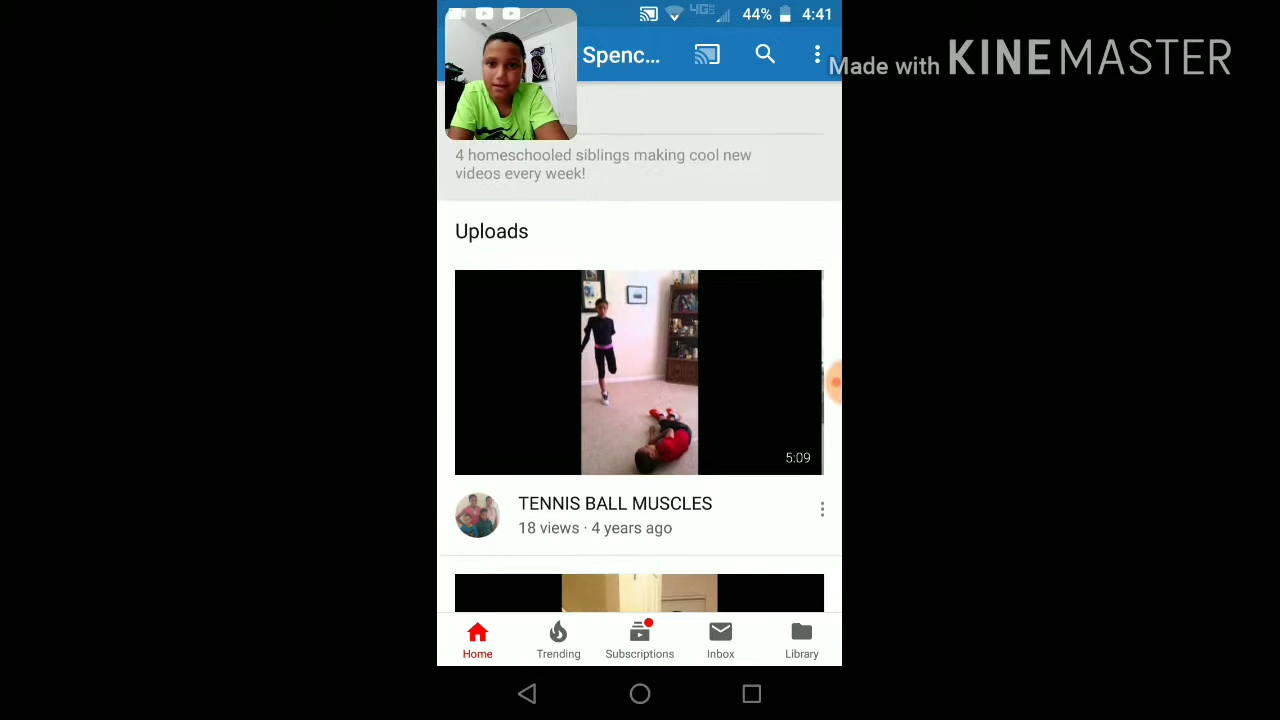 4G 44% 4:41
Spenc...
Made with KINEMASTER
4 homeschooled siblings making cool new
videos every week!
Uploads
5:09
TENNIS BALL MUSCLES
18 views · 4 years ago
Home Trending Subscriptions Inbox Library